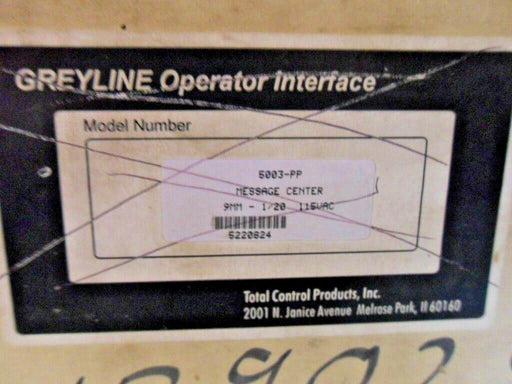 GREYLINE Operator Interface
Model Number
5003-PP
MESSAGE CENTER
9MM - 1/20 115VAC
5220824
Total Control Products, Inc.
2001 N. Janice Avenue Melrose Park, Il 60160